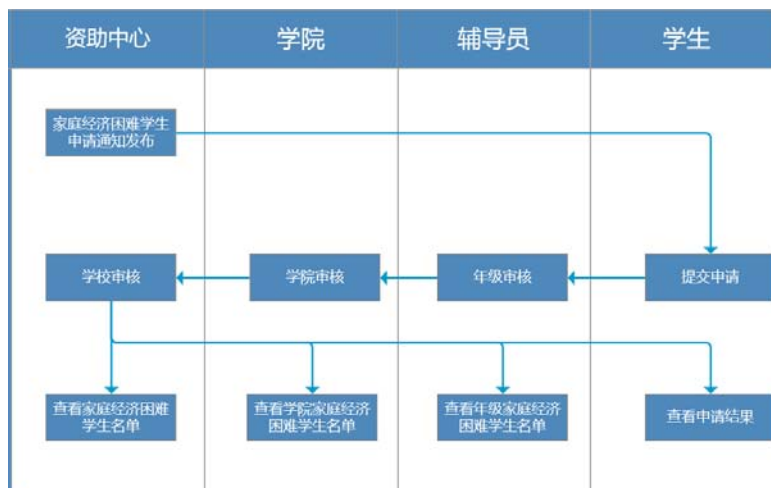 资助中心
学院
辅导员
学生
家庭经济困难学生
申请通知发布
学校审核
学院审核
年级审核
提交申请
查看家庭经济困难
学生名单
查看学院家庭经济
困难学生名单
查看年级家庭经济
困难学生名单
查看申请结果